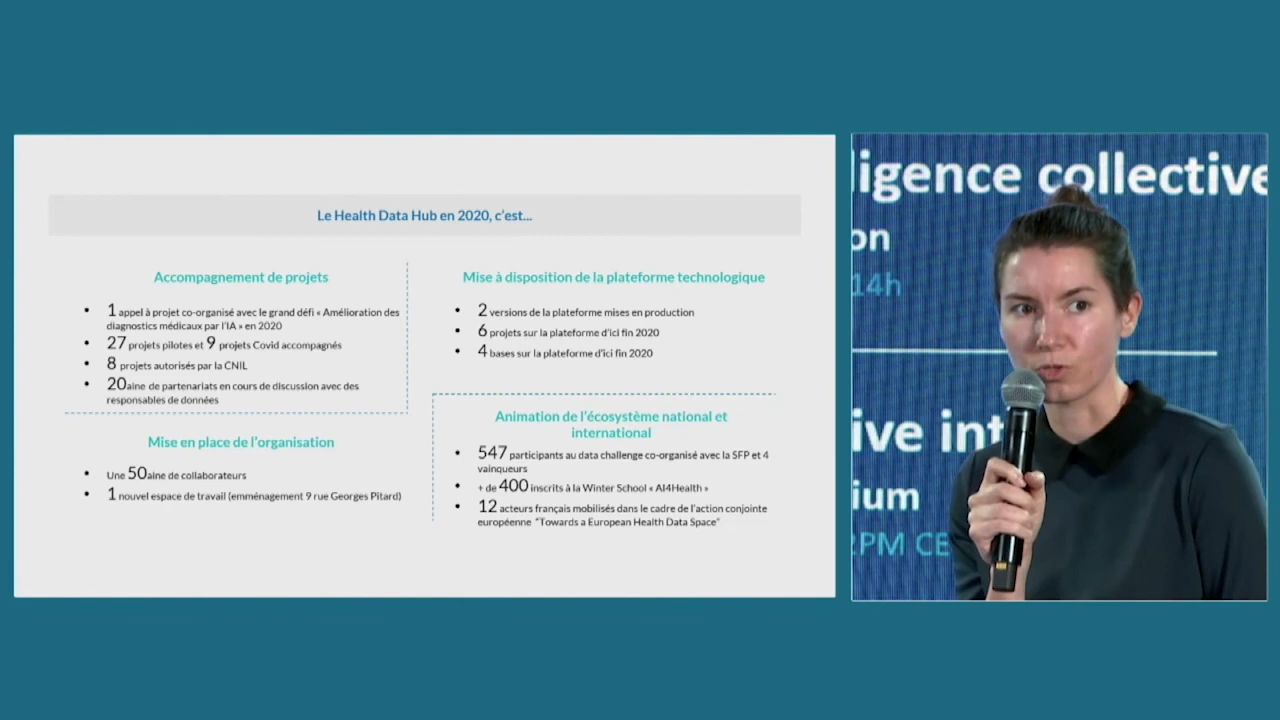 Le Health Data Hub en 2020, c'est...
Accompagnement de projets
• 1 appel à projet co-organisé avec le grand défi « Amélioration des
diagnostics médicaux par l'IA » en 2020
• 27 projets pilotes et 9 projets Covid accompagnés
• 8 projets autorisés par la CNIL
• 20aine de partenariats en cours de discussion avec des
responsables de données
Mise en place de l'organisation
• Une 50aine de collaborateurs
• 1 nouvel espace de travail (emménagement 9 rue Georges Pitard)
Mise à disposition de la plateforme technologique
• 2 versions de la plateforme mises en production
• 6 projets sur la plateforme d'ici fin 2020
• 4 bases sur la plateforme d'ici fin 2020
Animation de l'écosystème national et
international
• 547 participants au data challenge co-organisé avec la SFP et 4
vainqueurs
• + de 400 inscrits à la Winter School « AI4Health »
• 12 acteurs français mobilisés dans le cadre de l'action conjointe
européenne "Towards a European Health Data Space"
lligence collective
on
14h
ive int
ium
2PM CE